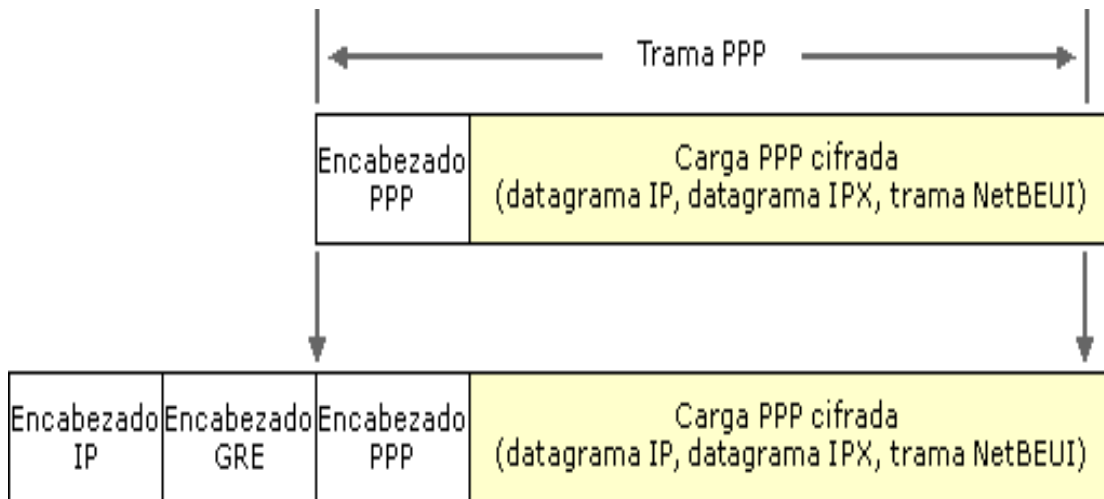 Trama PPP
Encabezado
PPP
Carga PPP cifrada
(datagrama IP, datagrama IPX, trama NetBEUI)
Encabezado
IP
Encabezado
GRE
Encabezado
PPP
Carga PPP cifrada
(datagrama IP, datagrama IPX, trama NetBEUI)